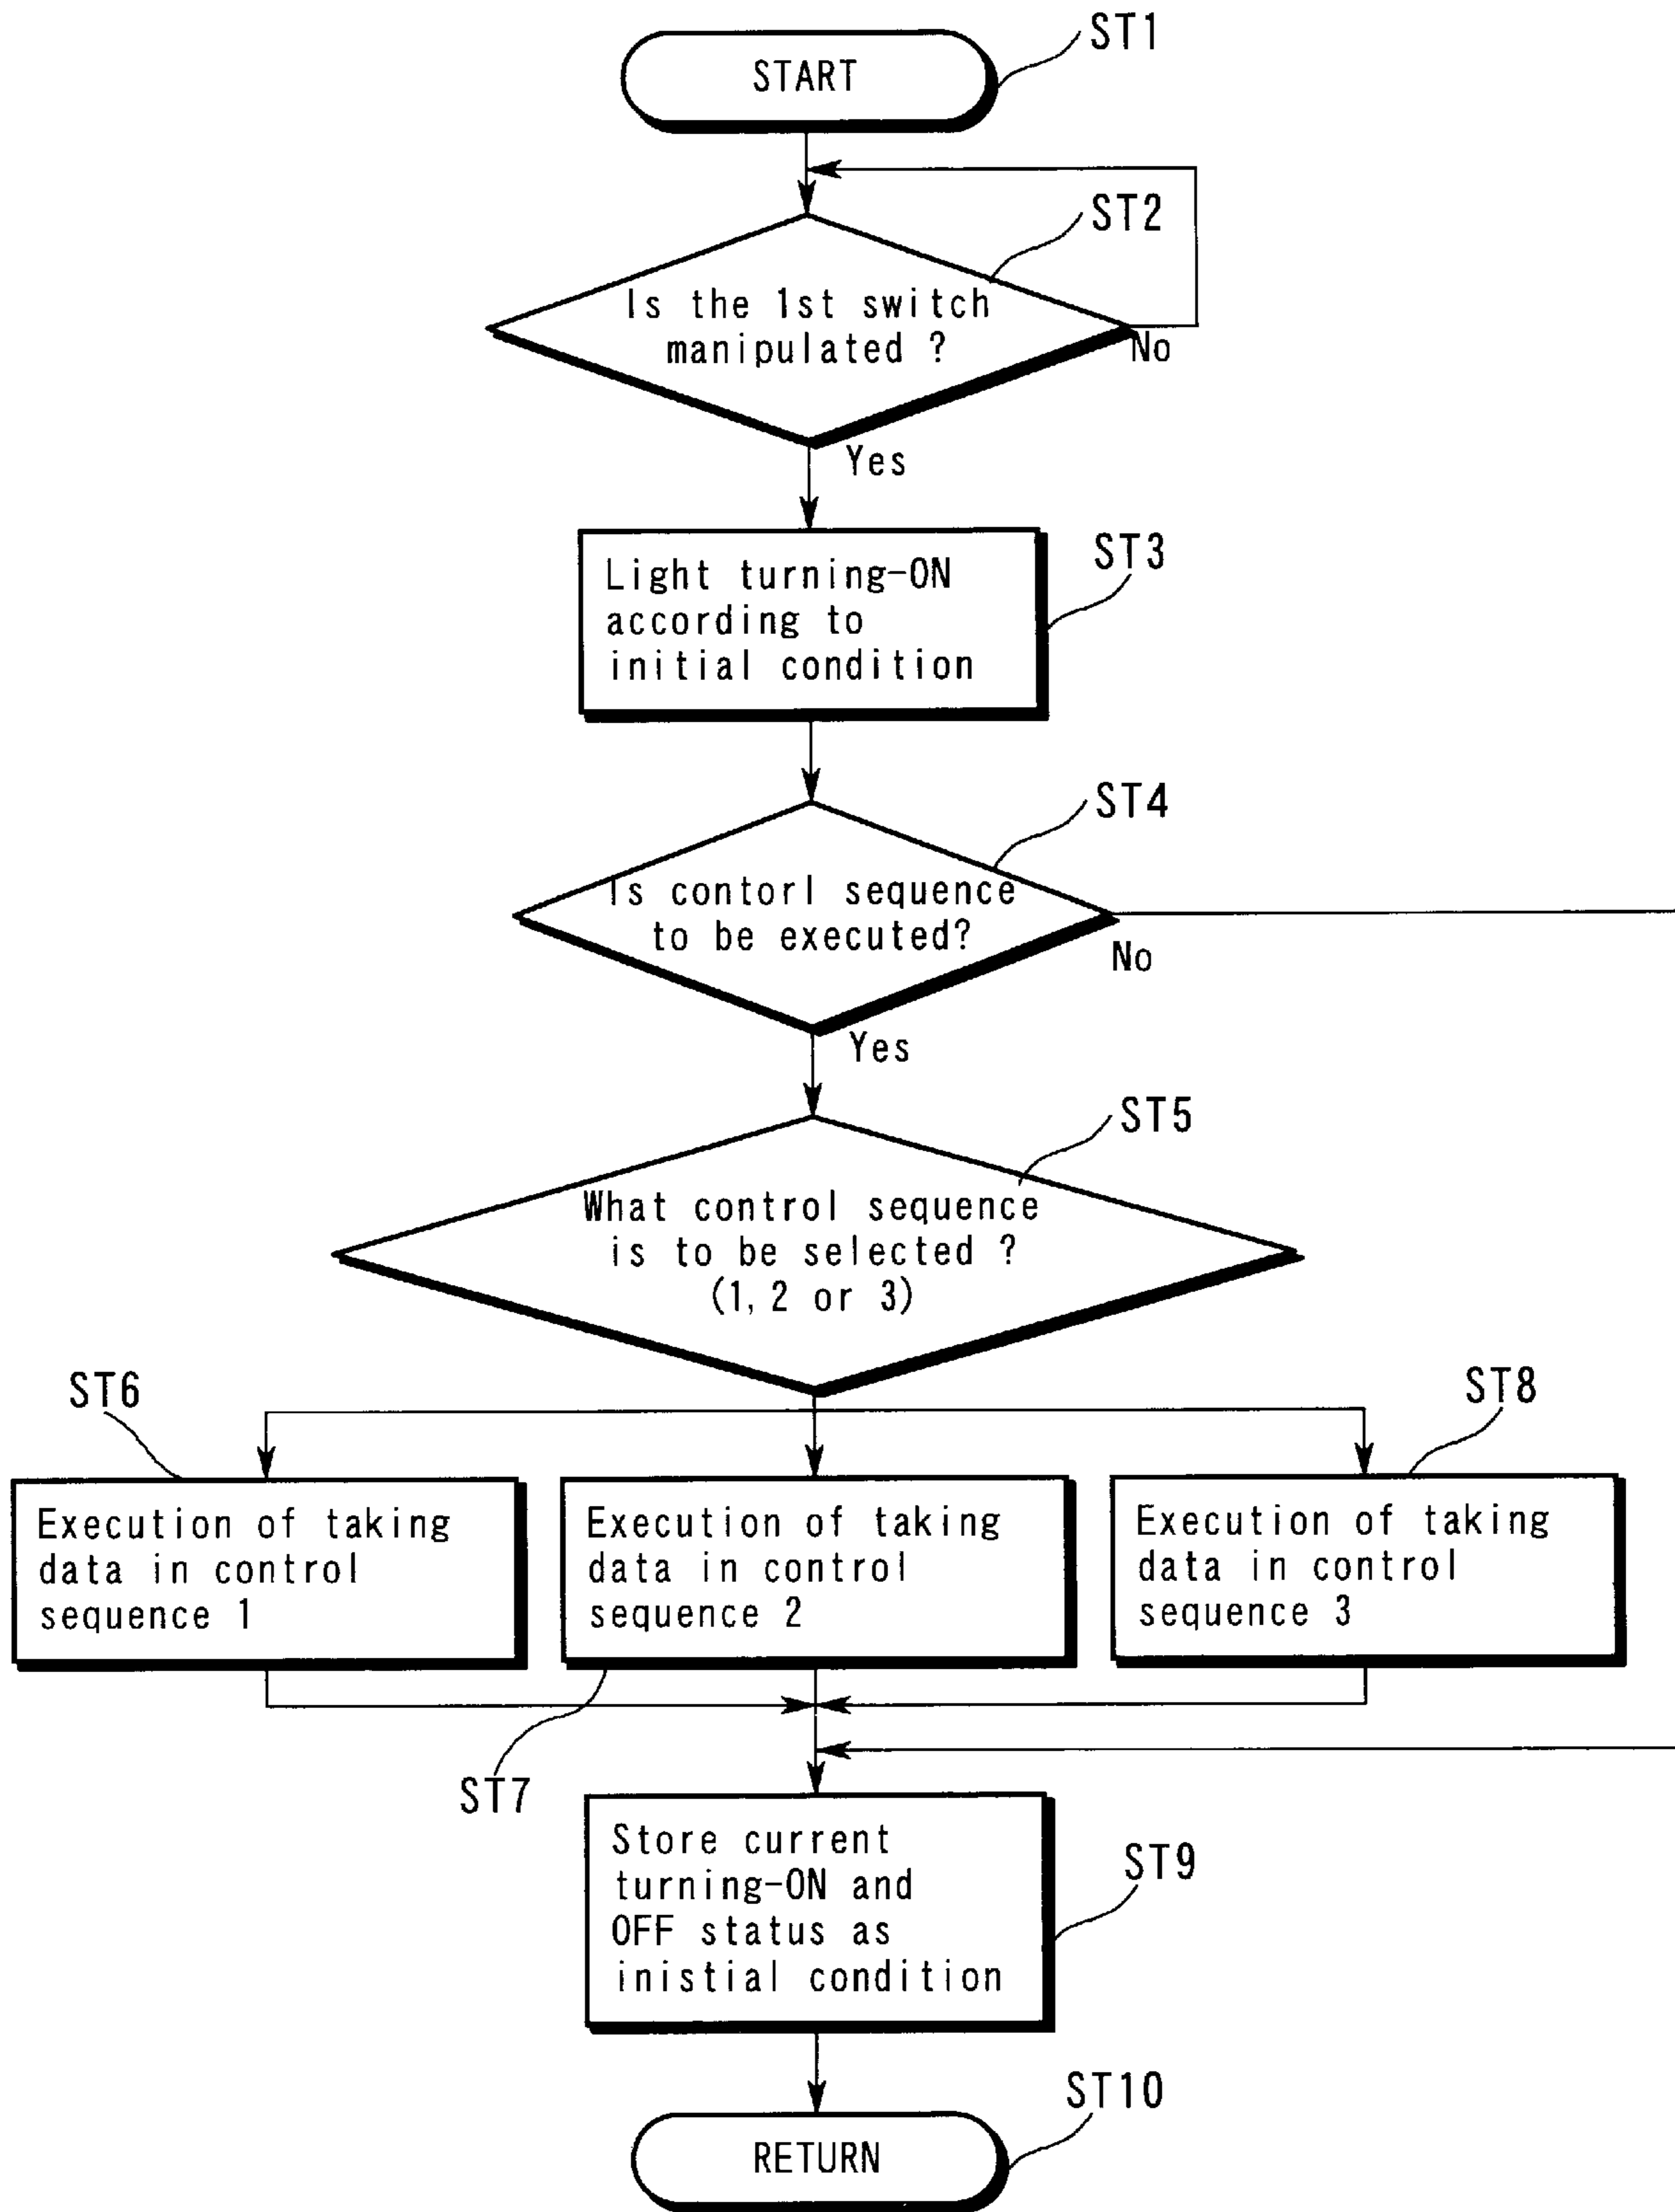 ST1
START
ST2
Is the 1st switch
manipulated ?
No
Yes
ST3
Light turning-ON
according to
initial condition
ST4
Is contorl sequence
to be executed?
No
Yes
ST5
What control sequence
is to be selected ?
(1, 2 or 3)
ST6
ST8
Execution of taking
data in control
sequence 1
Execution of taking
data in control
sequence 2
Execution of taking
data in control
sequence 3
ST7
Store current
turning-ON and
OFF status as
inistial condition
ST9
ST10
RETURN